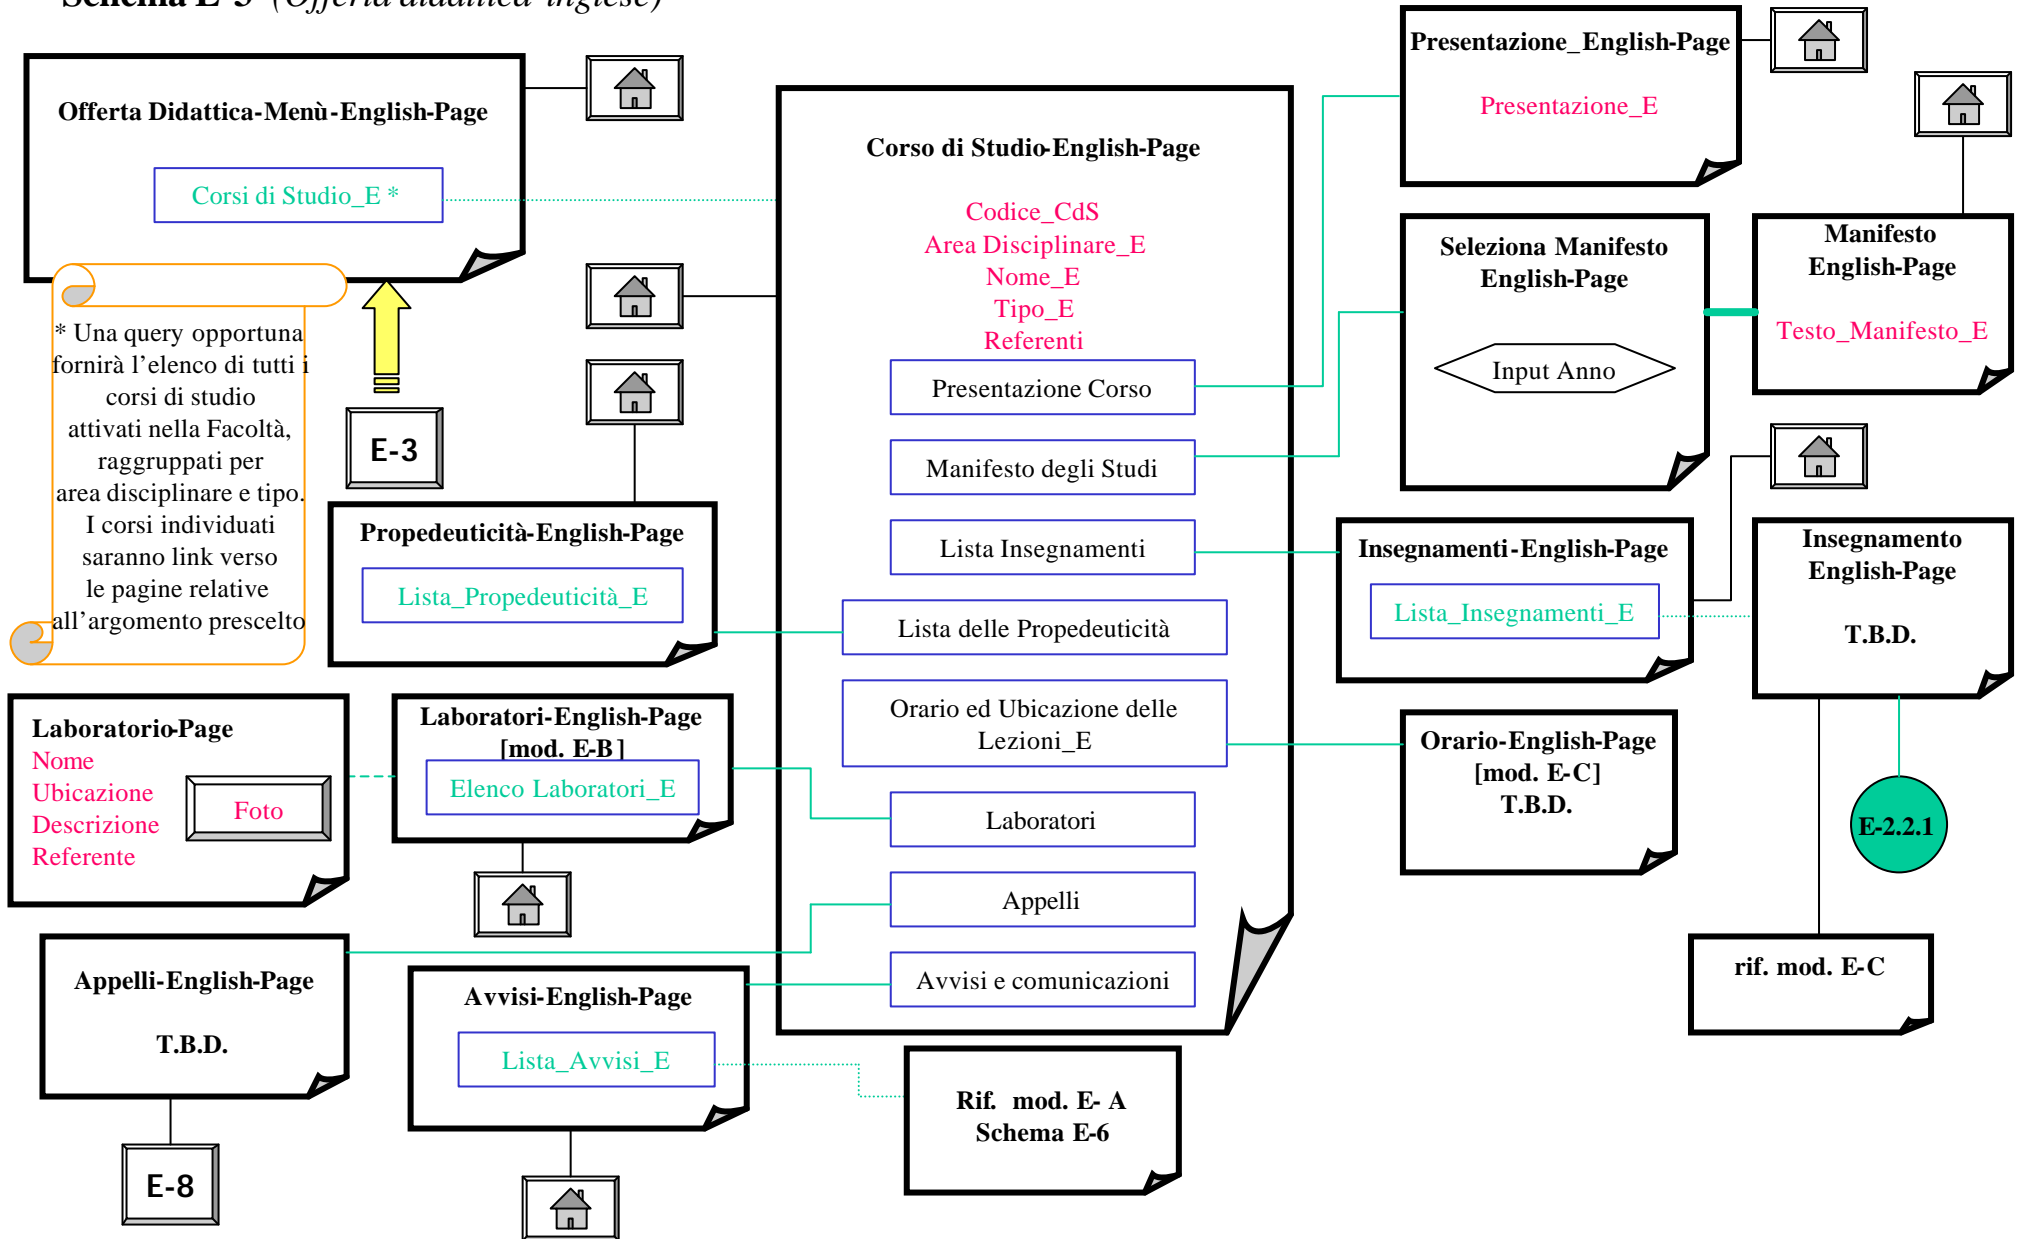 Schema E-3 (Offerta didattica-inglese)
Offerta Didattica-Menù-English-Page
Corsi di Studio_E *
* Una query opportuna
fornirà l'elenco di tutti i
corsi di studio
attivati nella Facoltà,
raggruppati per
area disciplinare e tipo.
I corsi individuati
saranno link verso
le pagine relative
all'argomento prescelto
E-3
Propedeuticità-English-Page
Lista_Propedeuticità_E
Laboratorio-Page
Nome
Ubicazione
Descrizione
Referente
Foto
Laboratori-English-Page
[mod. E-B]
Elenco Laboratori_E
Appelli-English-Page
T.B.D.
E-8
Avvisi-English-Page
Lista_Avvisi_E
Corso di Studio-English-Page
Codice_CdS
Area Disciplinare_E
Nome_E
Tipo_E
Referenti
Presentazione Corso
Manifesto degli Studi
Lista Insegnamenti
Lista delle Propedeuticità
Orario ed Ubicazione delle
Lezioni_E
Laboratori
Appelli
Avvisi e comunicazioni
Rif. mod. E- A
Schema E-6
Presentazione_English-Page
Presentazione_E
Seleziona Manifesto
English-Page
Input Anno
Manifesto
English-Page
Testo_Manifesto_E
Insegnamenti-English-Page
Lista_Insegnamenti_E
Insegnamento
English-Page
T.B.D.
Orario-English-Page
[mod. E-C]
T.B.D.
E-2.2.1
rif. mod. E-C